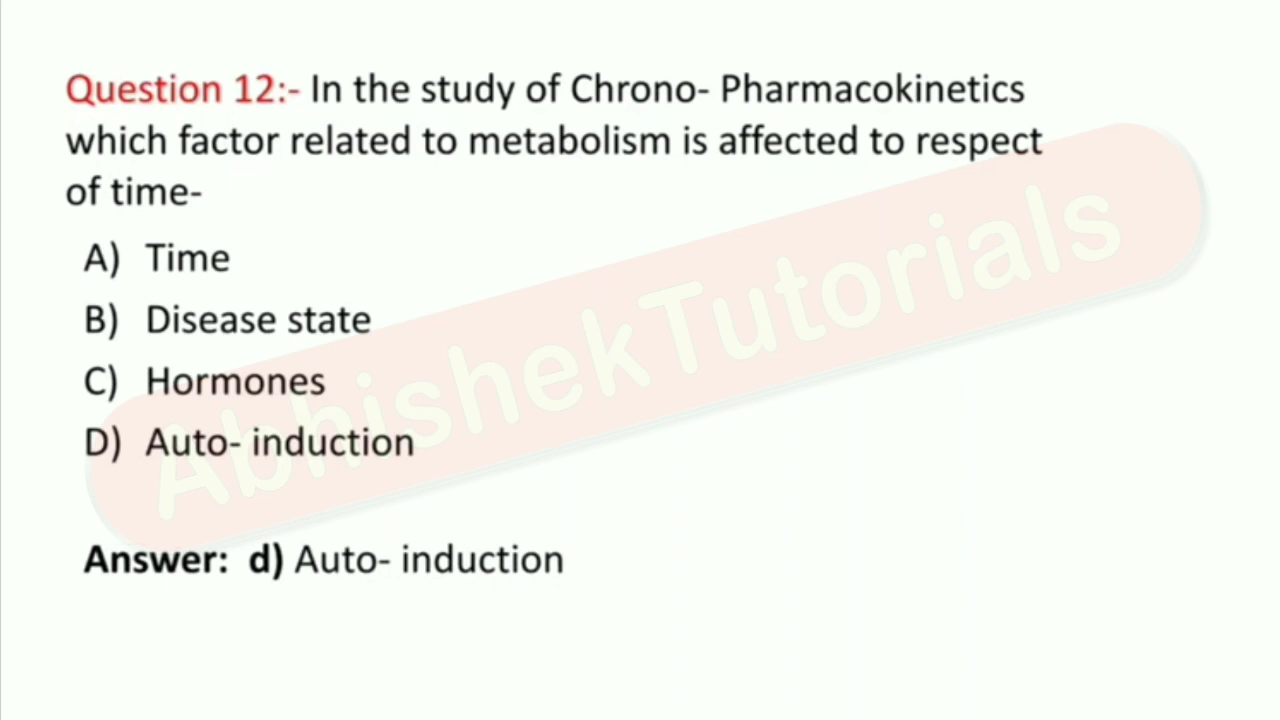 Question 12:- In the study of Chrono- Pharmacokinetics
which factor related to metabolism is affected to respect
of time-
A) Time
B) Disease state
C) Hormones
D) Auto- induction
AbhishekTutorials
Answer: d) Auto- induction